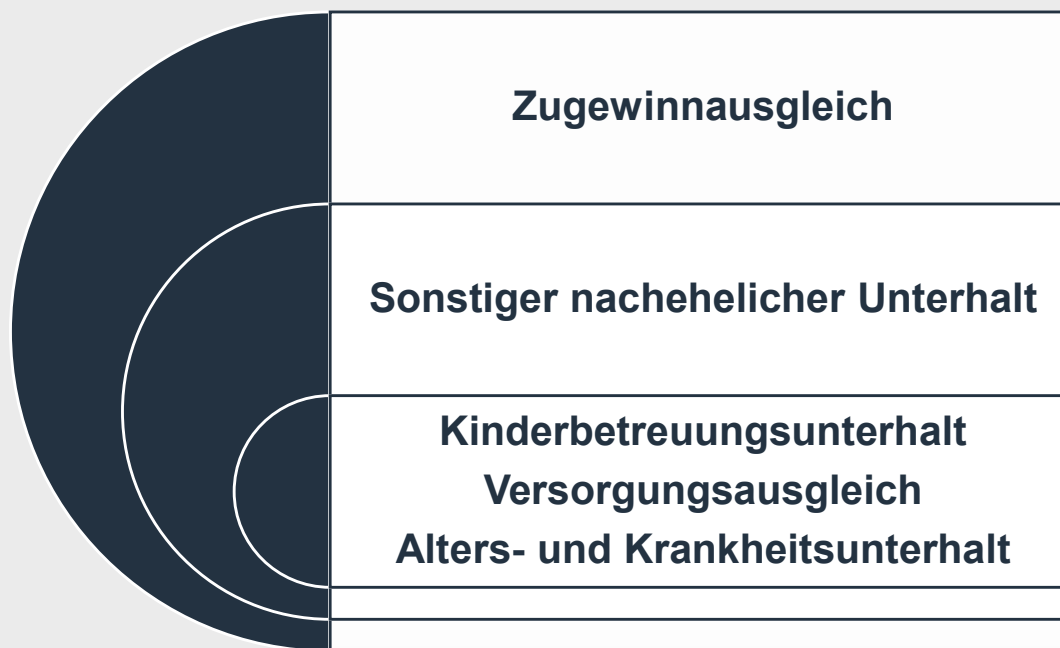 Zugewinnausgleich
Sonstiger nachehelicher Unterhalt
Kinderbetreuungsunterhalt
Versorgungsausgleich
Alters- und Krankheitsunterhalt